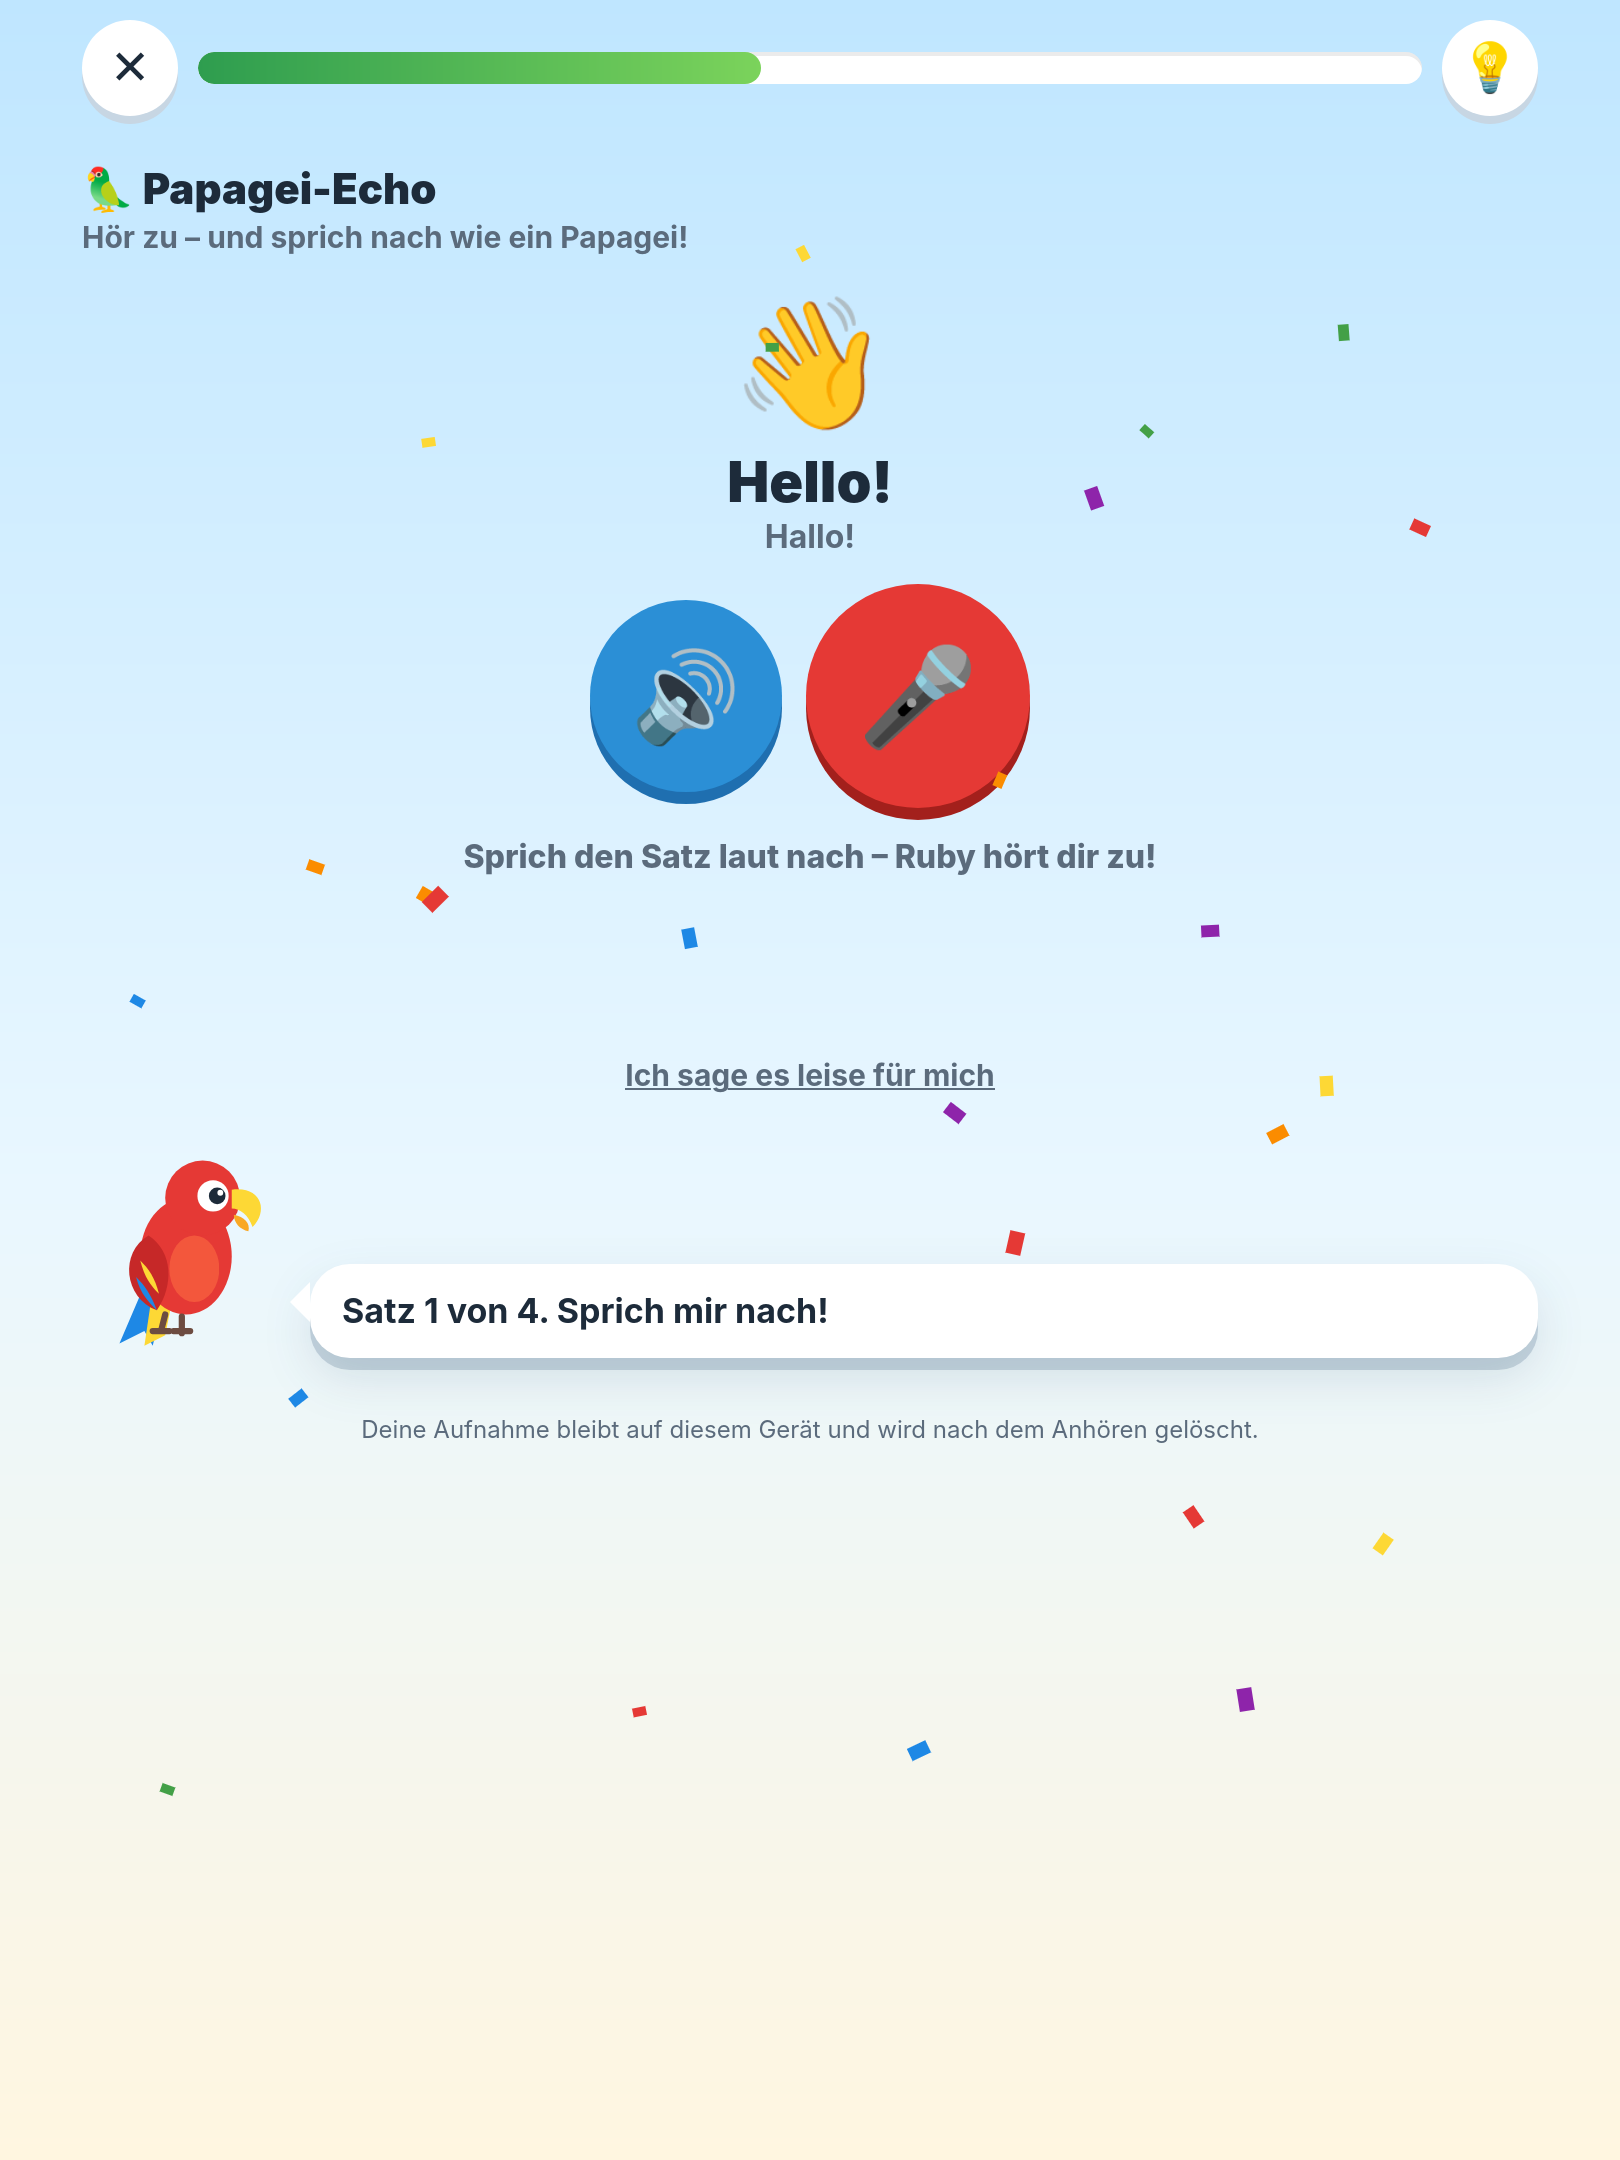 Papagei-Echo
Hör zu – und sprich nach wie ein Papagei!
Hello!
Hallo!
Sprich den Satz laut nach – Ruby hört dir zu!
Ich sage es leise für mich
Satz 1 von 4. Sprich mir nach!
Deine Aufnahme bleibt auf diesem Gerät und wird nach dem Anhören gelöscht.